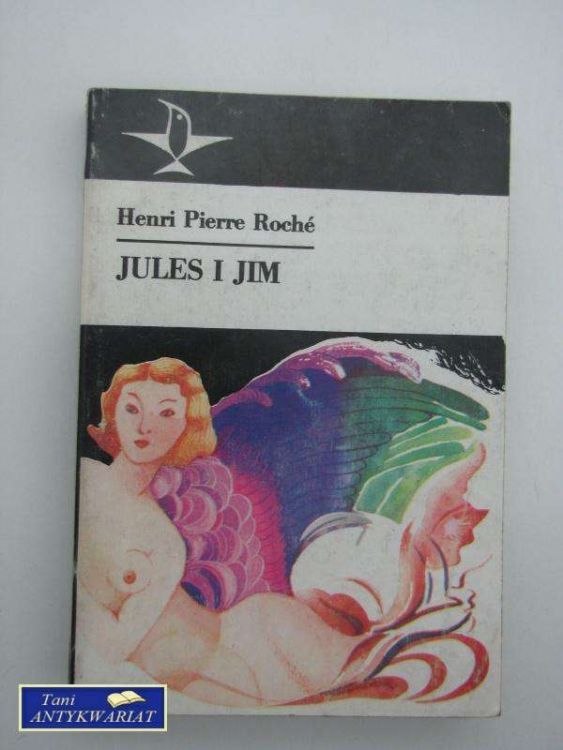 Henri Pierre Roché
JULES I JIM
Tani
ANTYKWARIAT